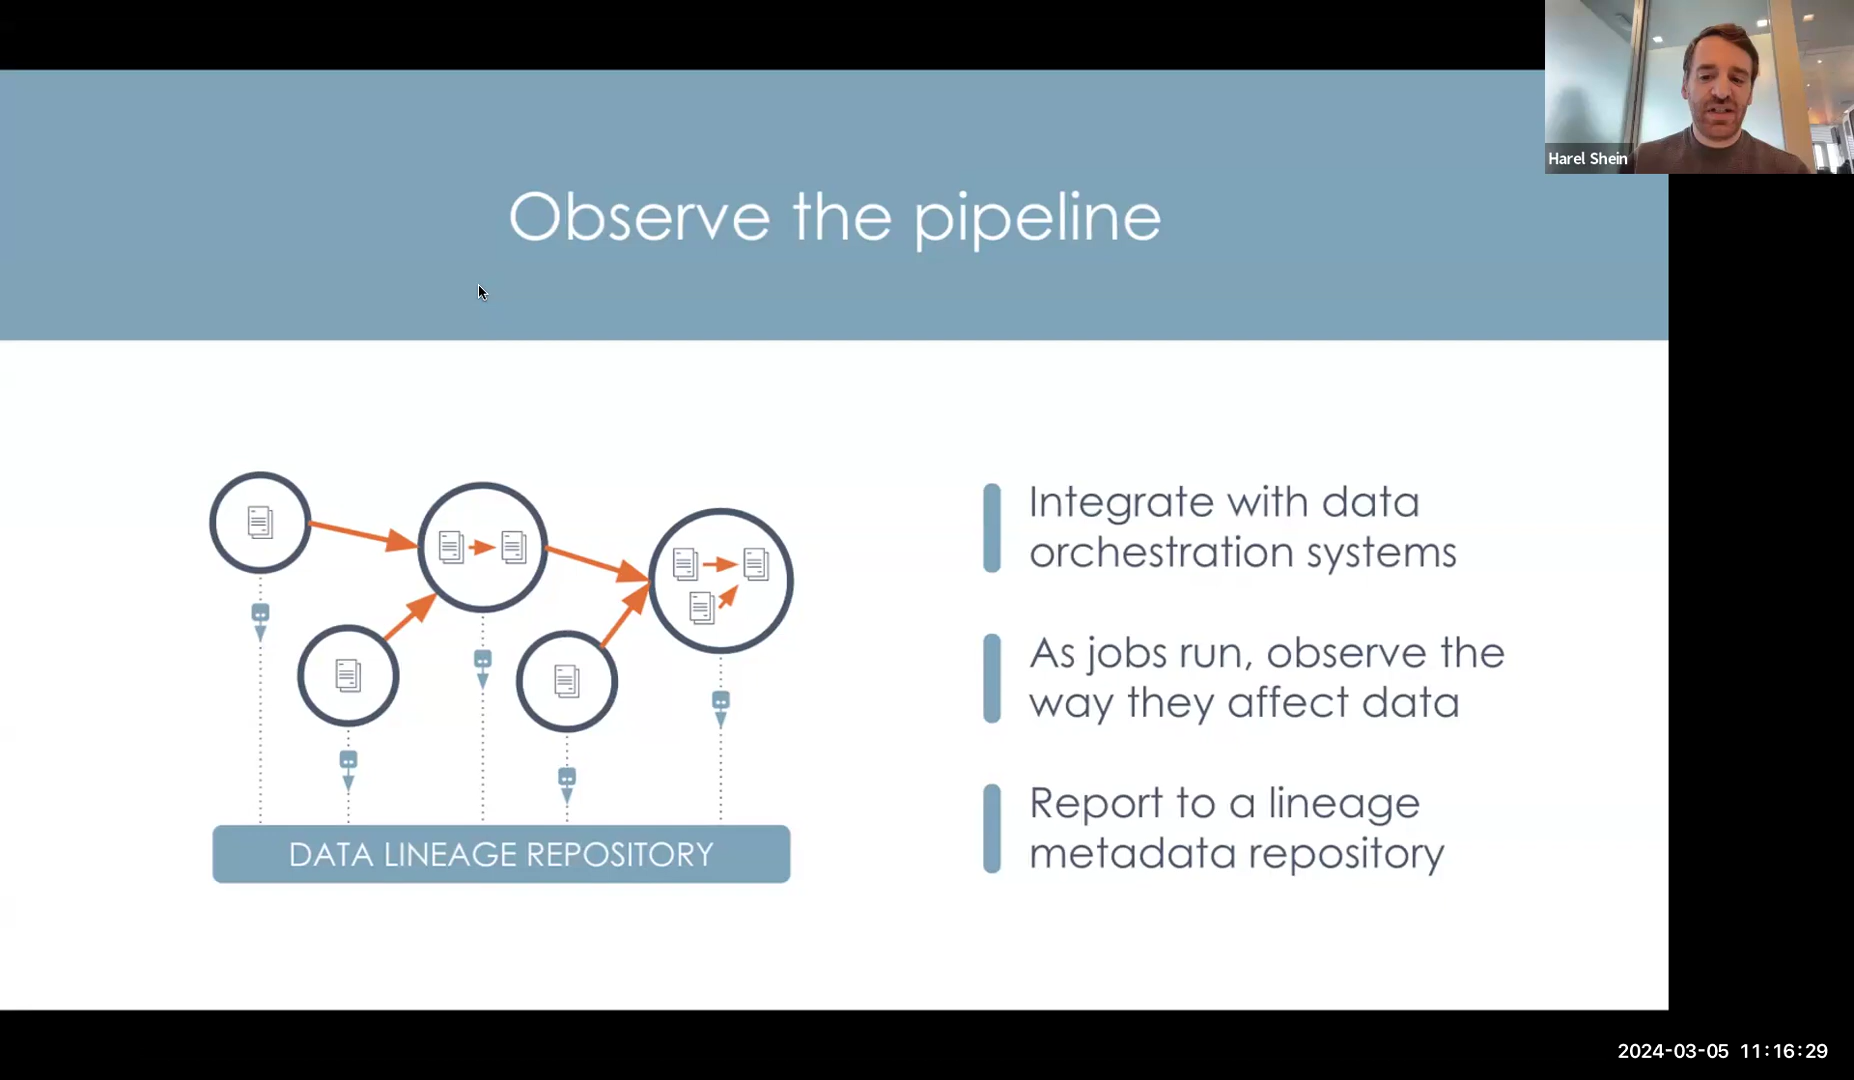 Harel Shein
Observe the pipeline
Integrate with data
orchestration systems
As jobs run, observe the
way they affect data
Report to a lineage
metadata repository
DATA LINEAGE REPOSITORY
2024-03-05 11:16:29